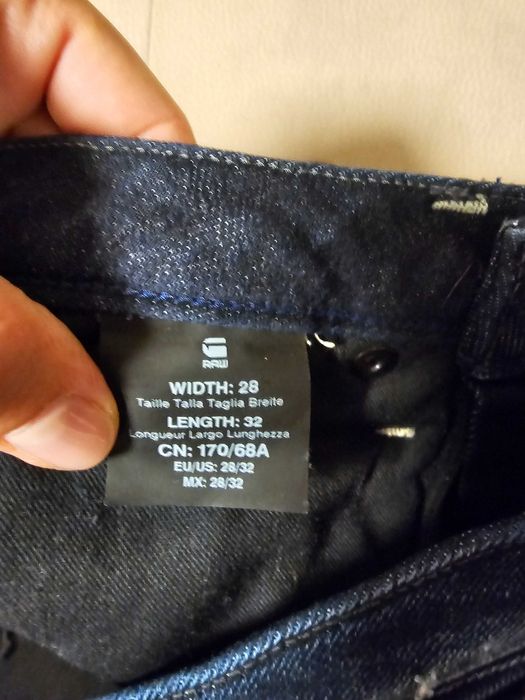 RAW
WIDTH: 28
Taille Talla Taglia Breite
LENGTH: 32
Longueur Largo Lunghezza
CN: 170/68A
EU/US: 28/32
MX: 28/32